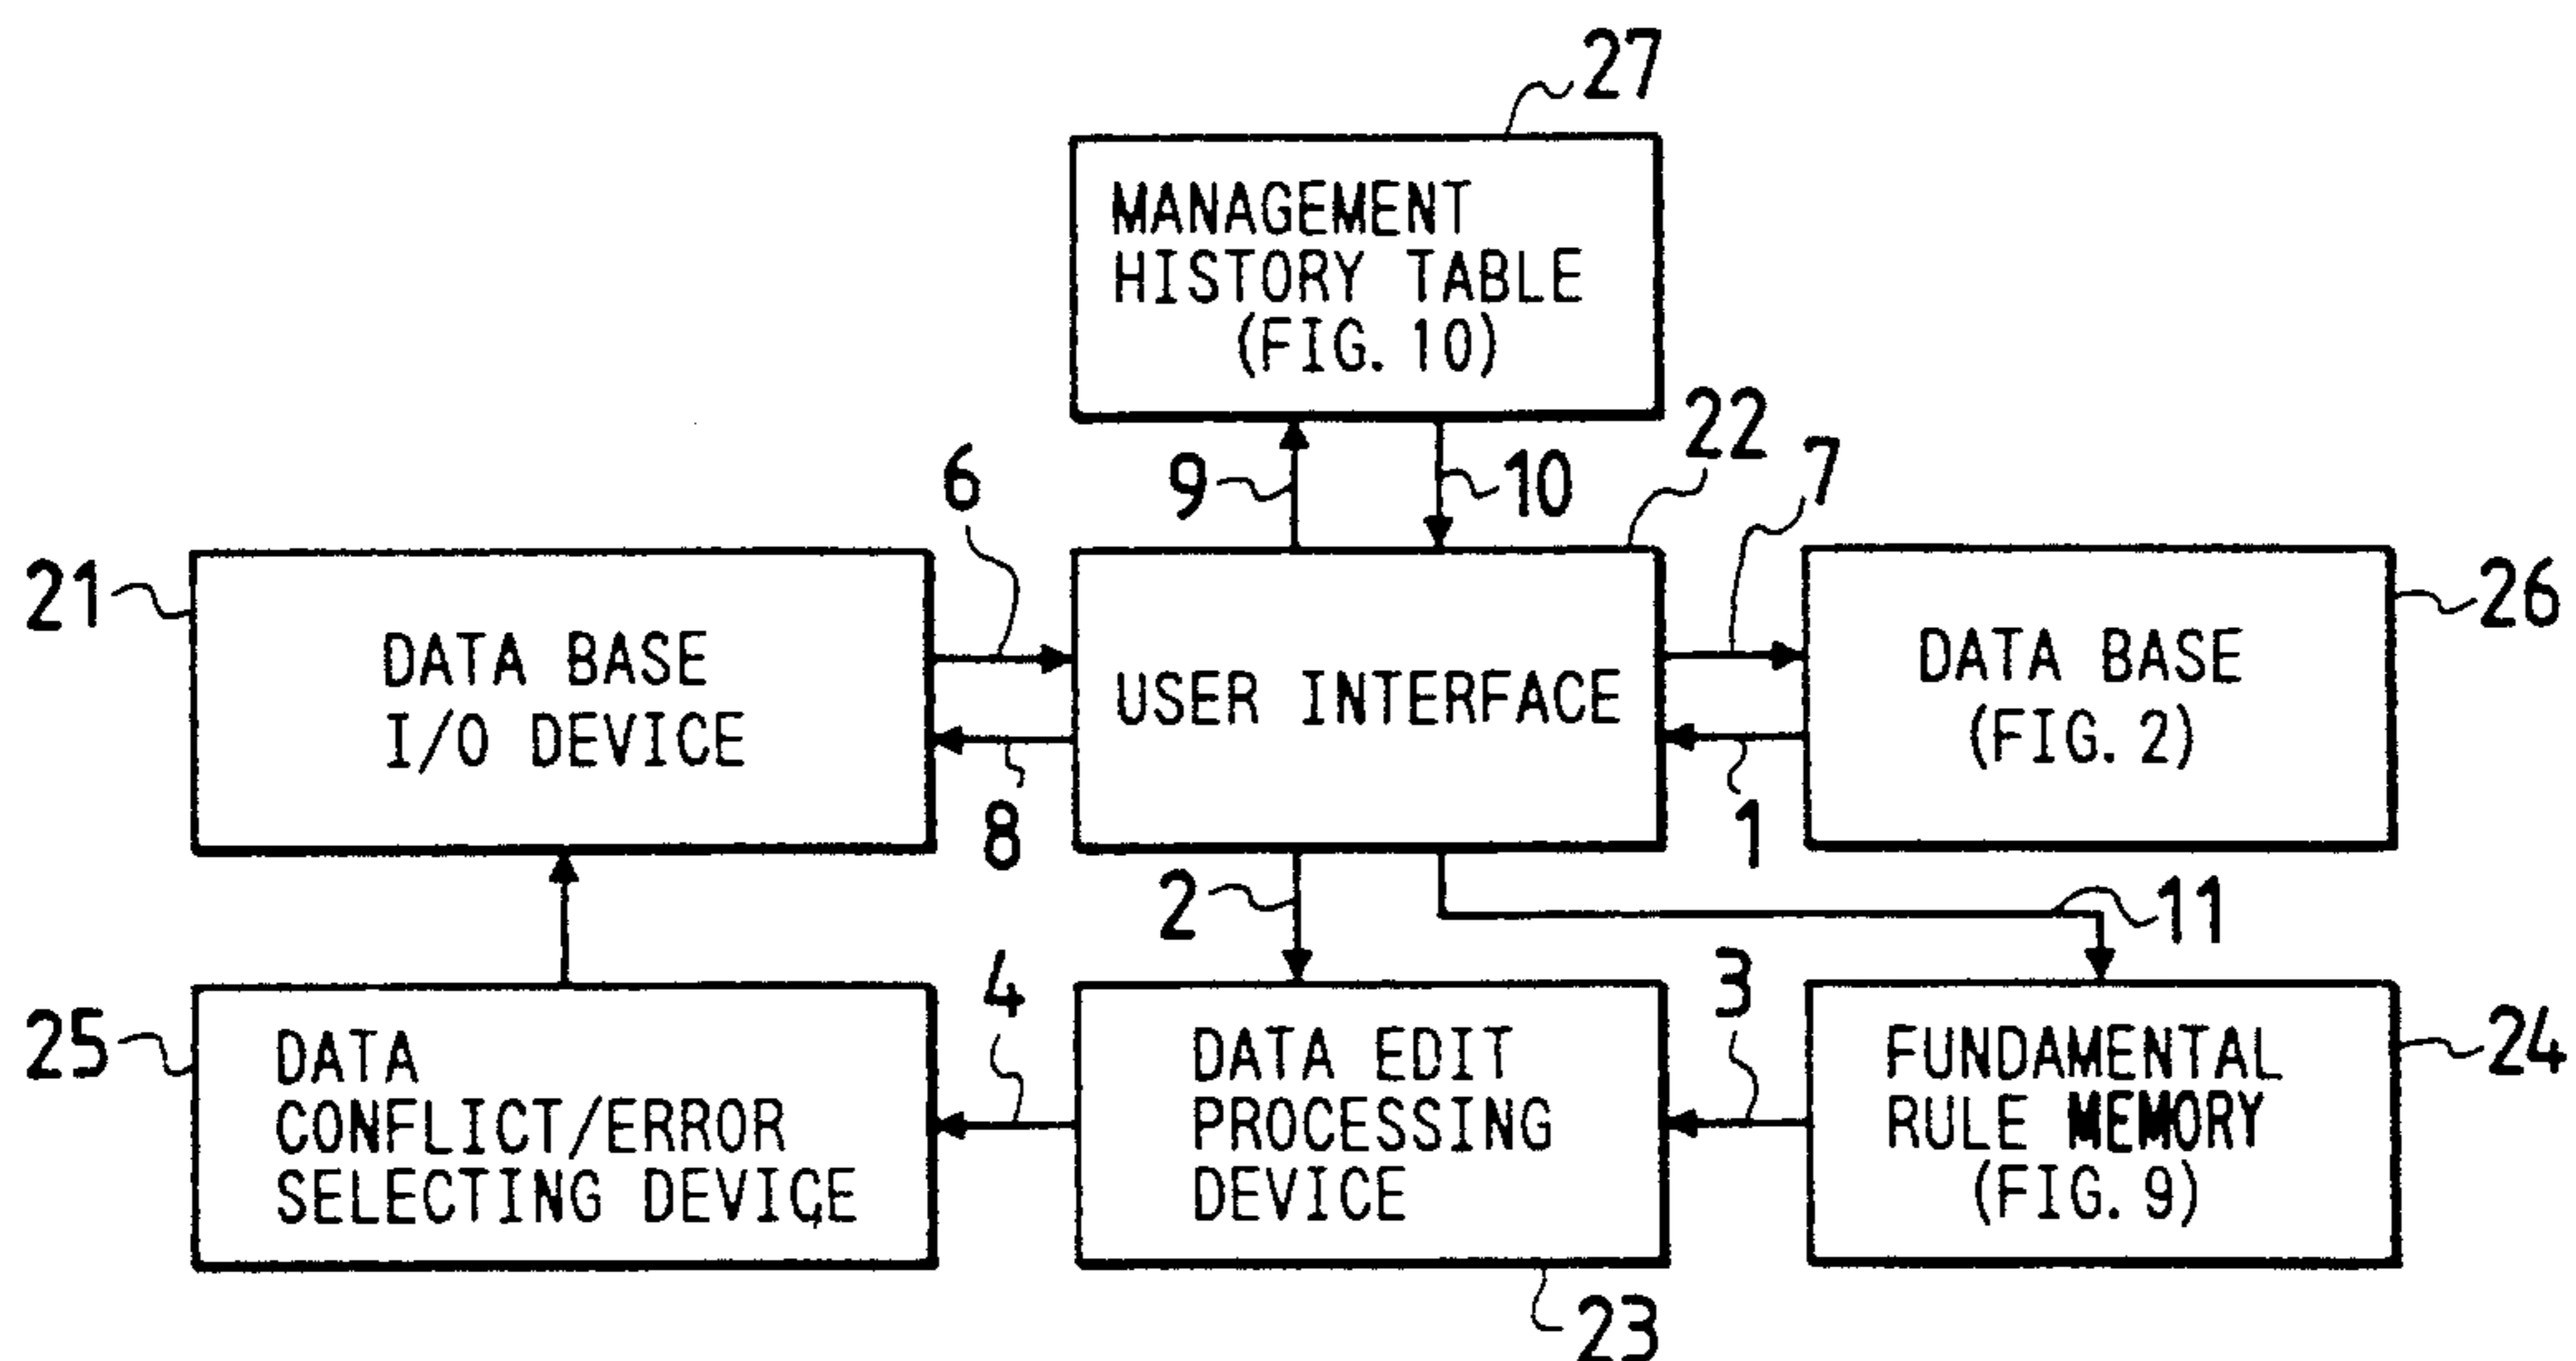 27
MANAGEMENT
HISTORY TABLE
(FIG. 10)
22
9
10
6
7
21
26
DATA BASE
I/O DEVICE
USER INTERFACE
DATA BASE
(FIG. 2)
8
1
2
11
4
3
25
24
DATA
CONFLICT/ERROR
SELECTING DEVICE
DATA EDIT
PROCESSING
DEVICE
FUNDAMENTAL
RULE MEMORY
(FIG. 9)
23